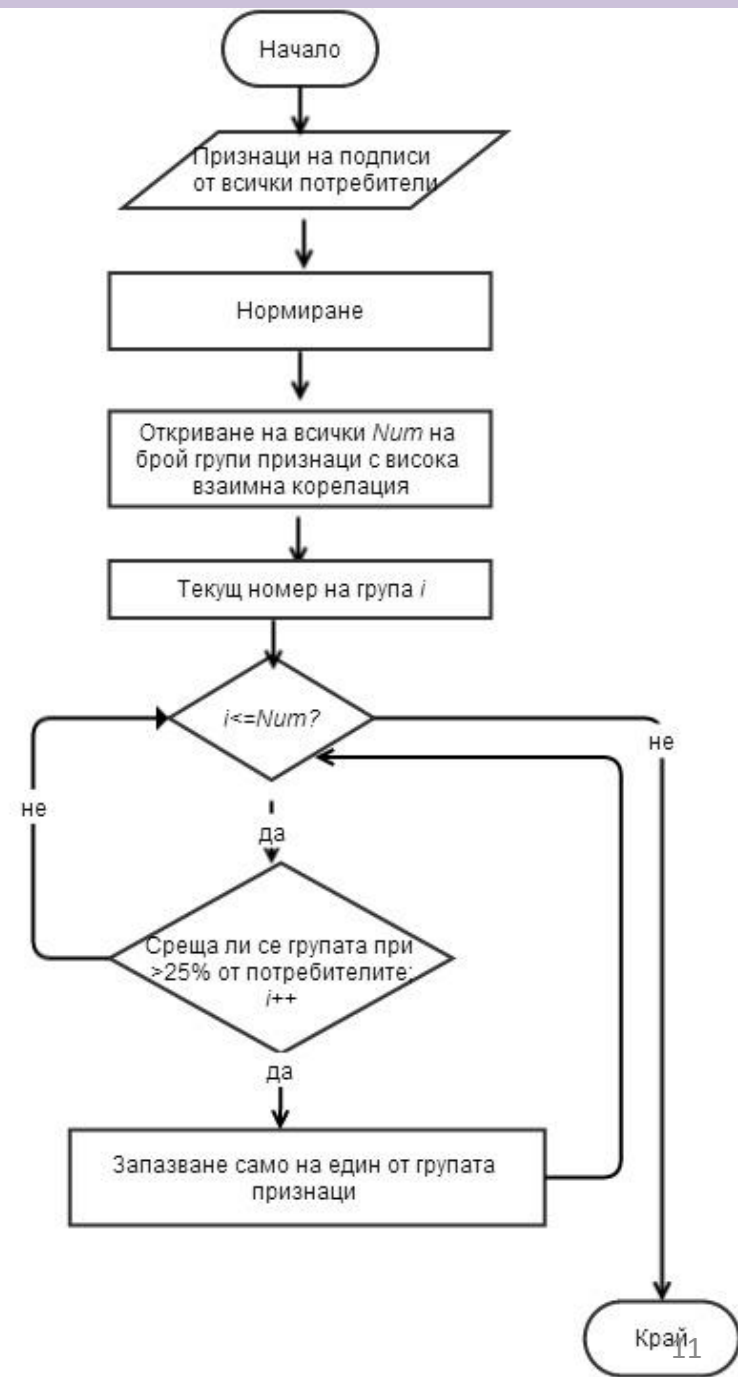 Начало
Признаци на подписи
от всички потребители
Нормиране
Откриване на всички Num на
брой групи признаци с висока
взаимна корелация
Текущ номер на група i
i<=Num?
не
не
да
Среща ли се групата при
>25% от потребителите;
i++
да
Запазване само на един от групата
признаци
Край
11